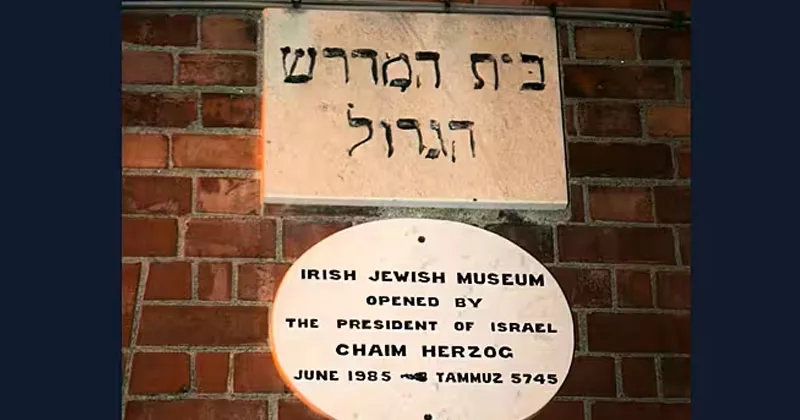 בית המדרש
הגדול
IRISH JEWISH MUSEUM
OPENED BY
THE PRESIDENT OF ISRAEL
CHAIM HERZOG
JUNE 1985 TAMMUZ 5745